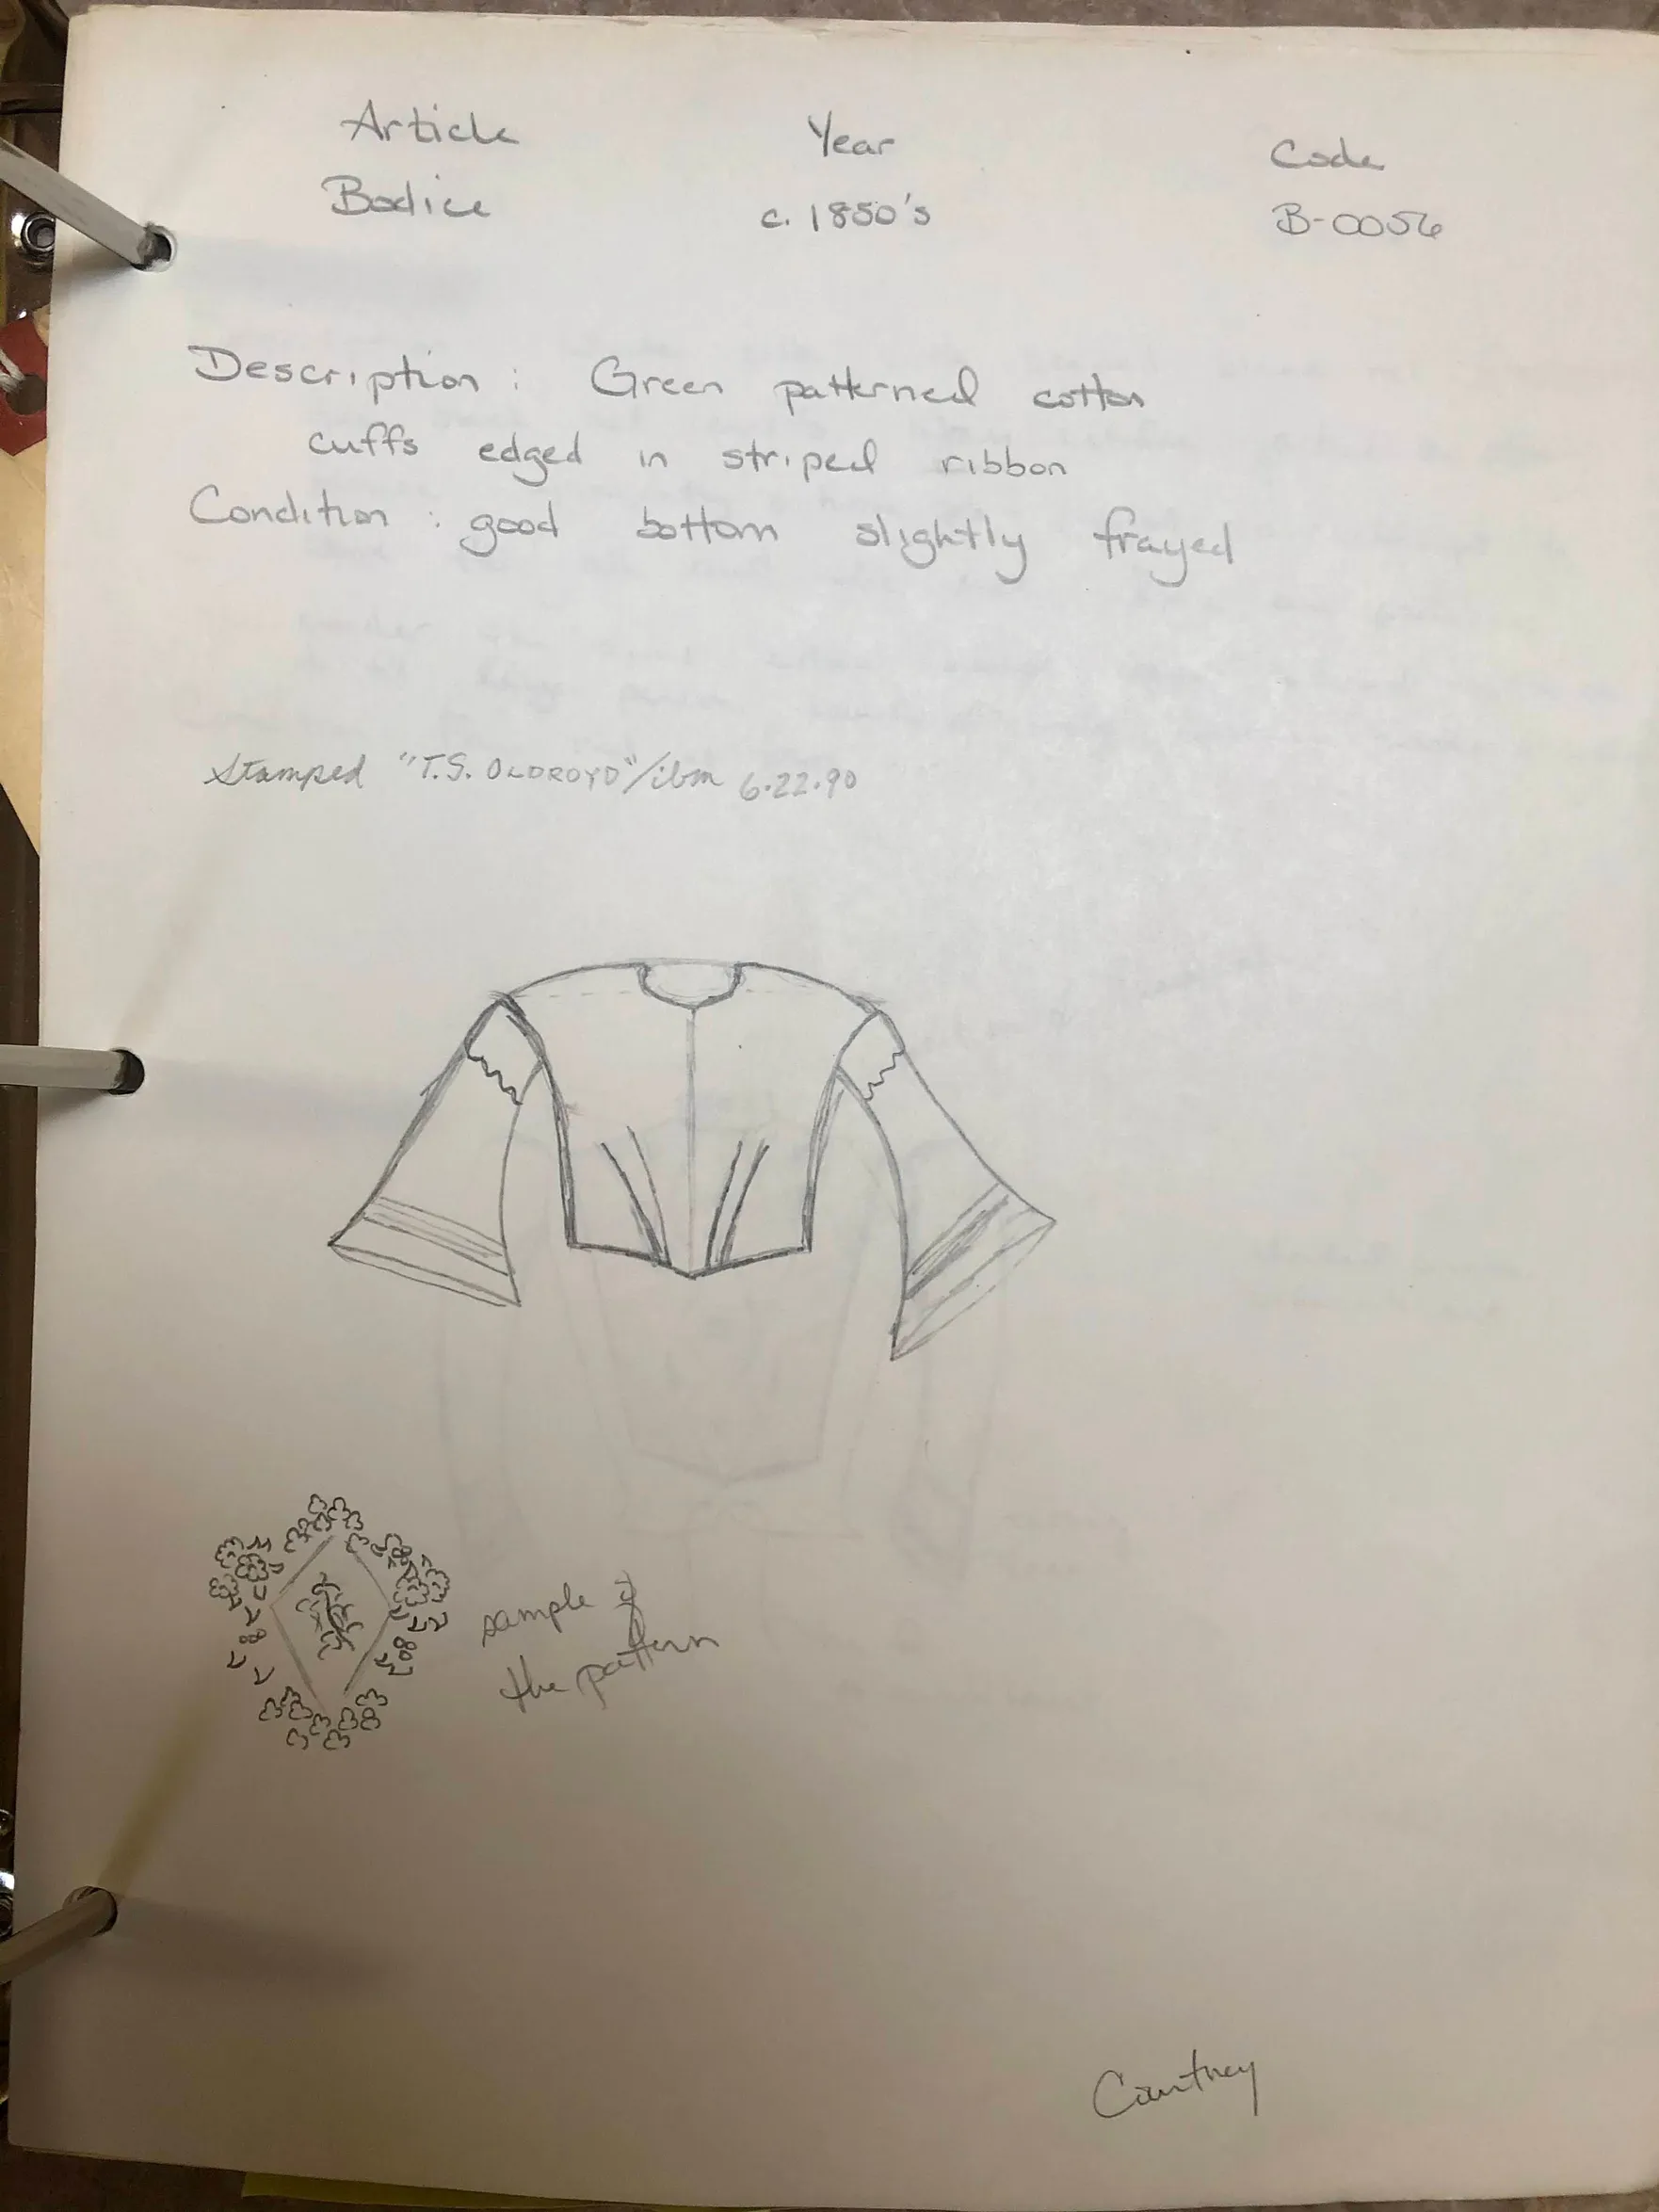 Article Year Code
Bodice c. 1850's B-0056
Description : Green patterned cotton
cuffs edged in striped ribbon
Condition : good bottom slightly frayed
Stamped "T.S. OLDROYD"/ibm 6.22.90
sample of
the pattern
Courtney